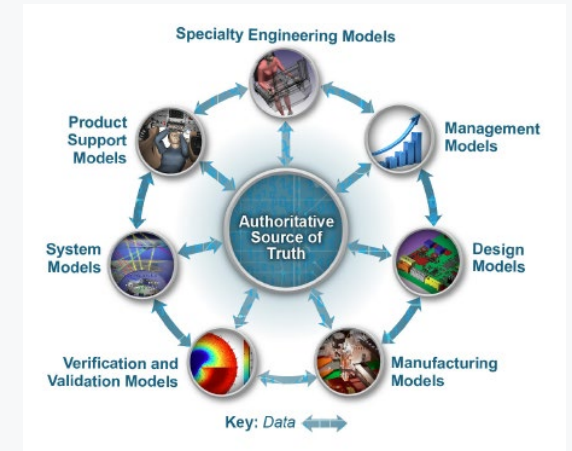 Specialty Engineering Models
Product
Support
Models
Management
Models
Authoritative
Source of
Truth
System
Models
Design
Models
Verification and
Validation Models
Manufacturing
Models
Key: Data